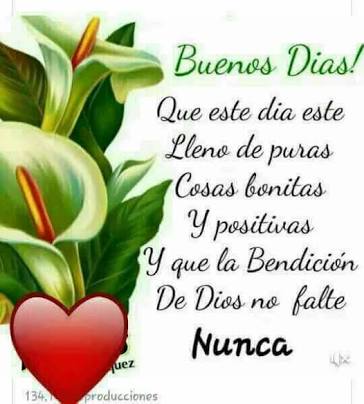 Buenos Dias!
Que este dia este
Lleno de puras
Cosas bonitas
Y positivas
Y que la Bendición
De Dios no falte
Nunca